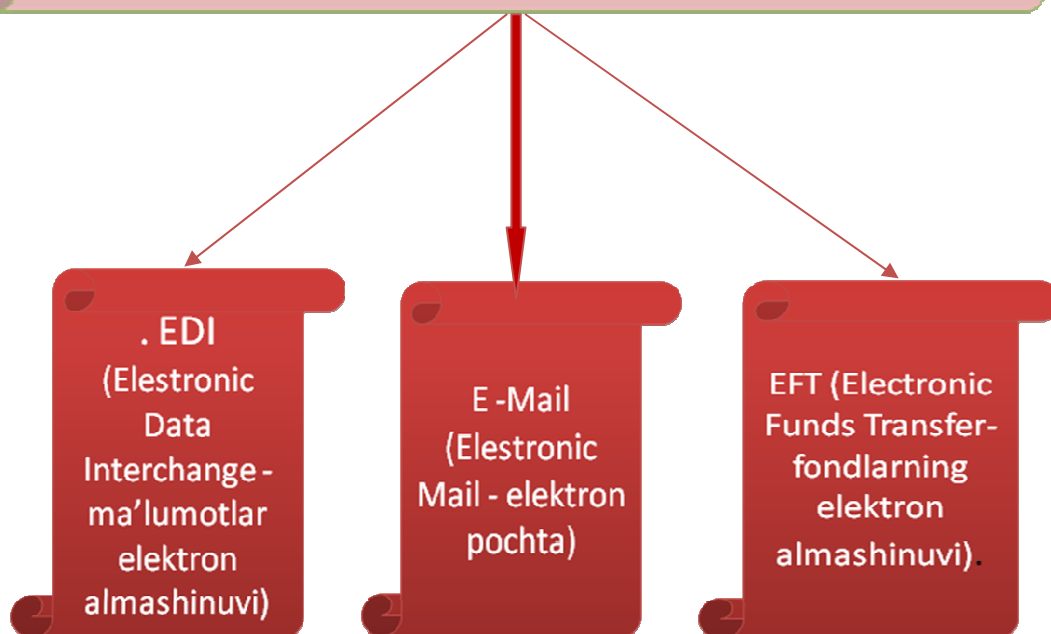 . EDI
(Elestronic
Data
Interchange -
ma’lumotlar
elektron
almashinuvi)
E -Mail
(Elestronic
Mail - elektron
pochta)
EFT (Electronic
Funds Transfer-
fondlarning
elektron
almashinuvi).